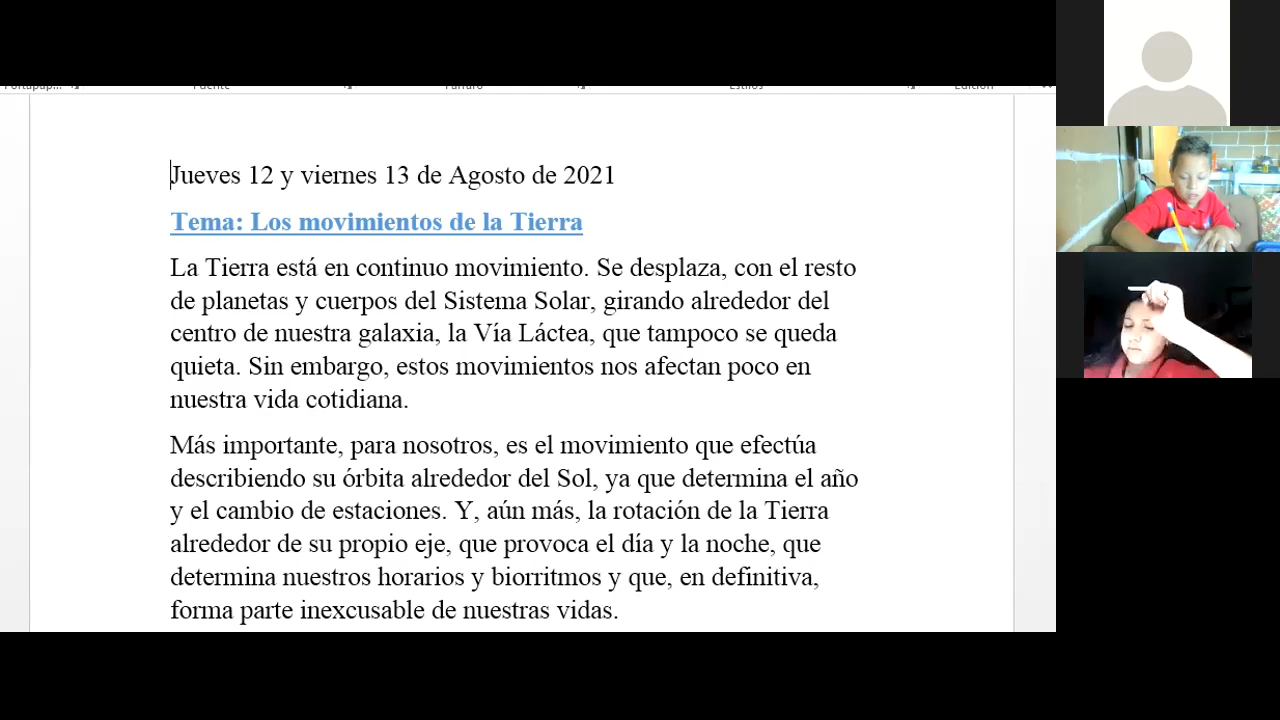 Jueves 12 y viernes 13 de Agosto de 2021
Tema: Los movimientos de la Tierra
La Tierra está en continuo movimiento. Se desplaza, con el resto
de planetas y cuerpos del Sistema Solar, girando alrededor del
centro de nuestra galaxia, la Vía Láctea, que tampoco se queda
quieta. Sin embargo, estos movimientos nos afectan poco en
nuestra vida cotidiana.
Más importante, para nosotros, es el movimiento que efectúa
describiendo su órbita alrededor del Sol, ya que determina el año
y el cambio de estaciones. Y, aún más, la rotación de la Tierra
alrededor de su propio eje, que provoca el día y la noche, que
determina nuestros horarios y biorritmos y que, en definitiva,
forma parte inexcusable de nuestras vidas.